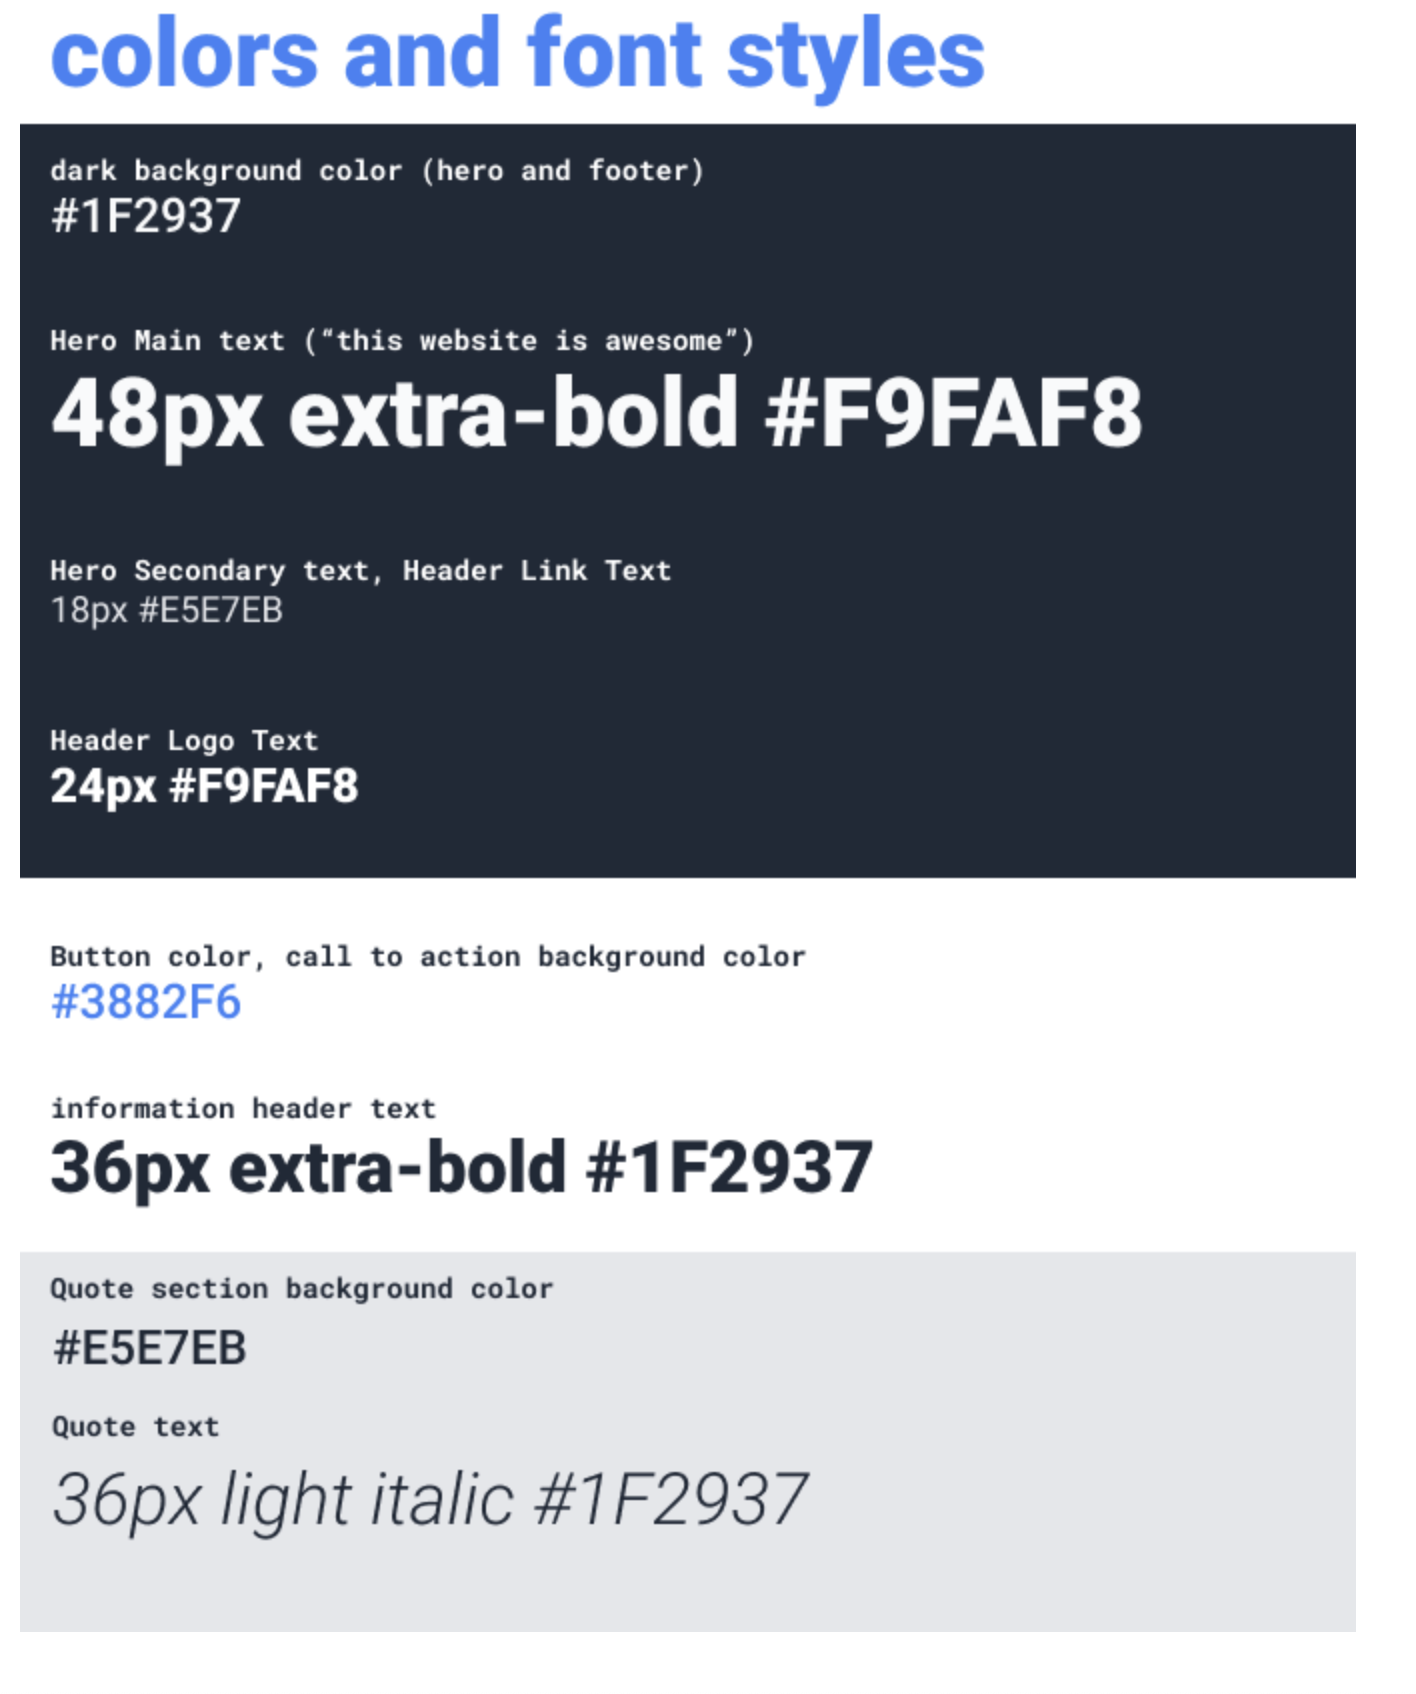 colors and font styles
dark background color (hero and footer)
#1F2937
Hero Main text (“this website is awesome”)
48px extra-bold #F9FAF8
Hero Secondary text, Header Link Text
18px #E5E7EB
Header Logo Text
24px #F9FAF8
Button color, call to action background color
#3882F6
information header text
36px extra-bold #1F2937
Quote section background color
#E5E7EB
Quote text
36px light italic #1F2937